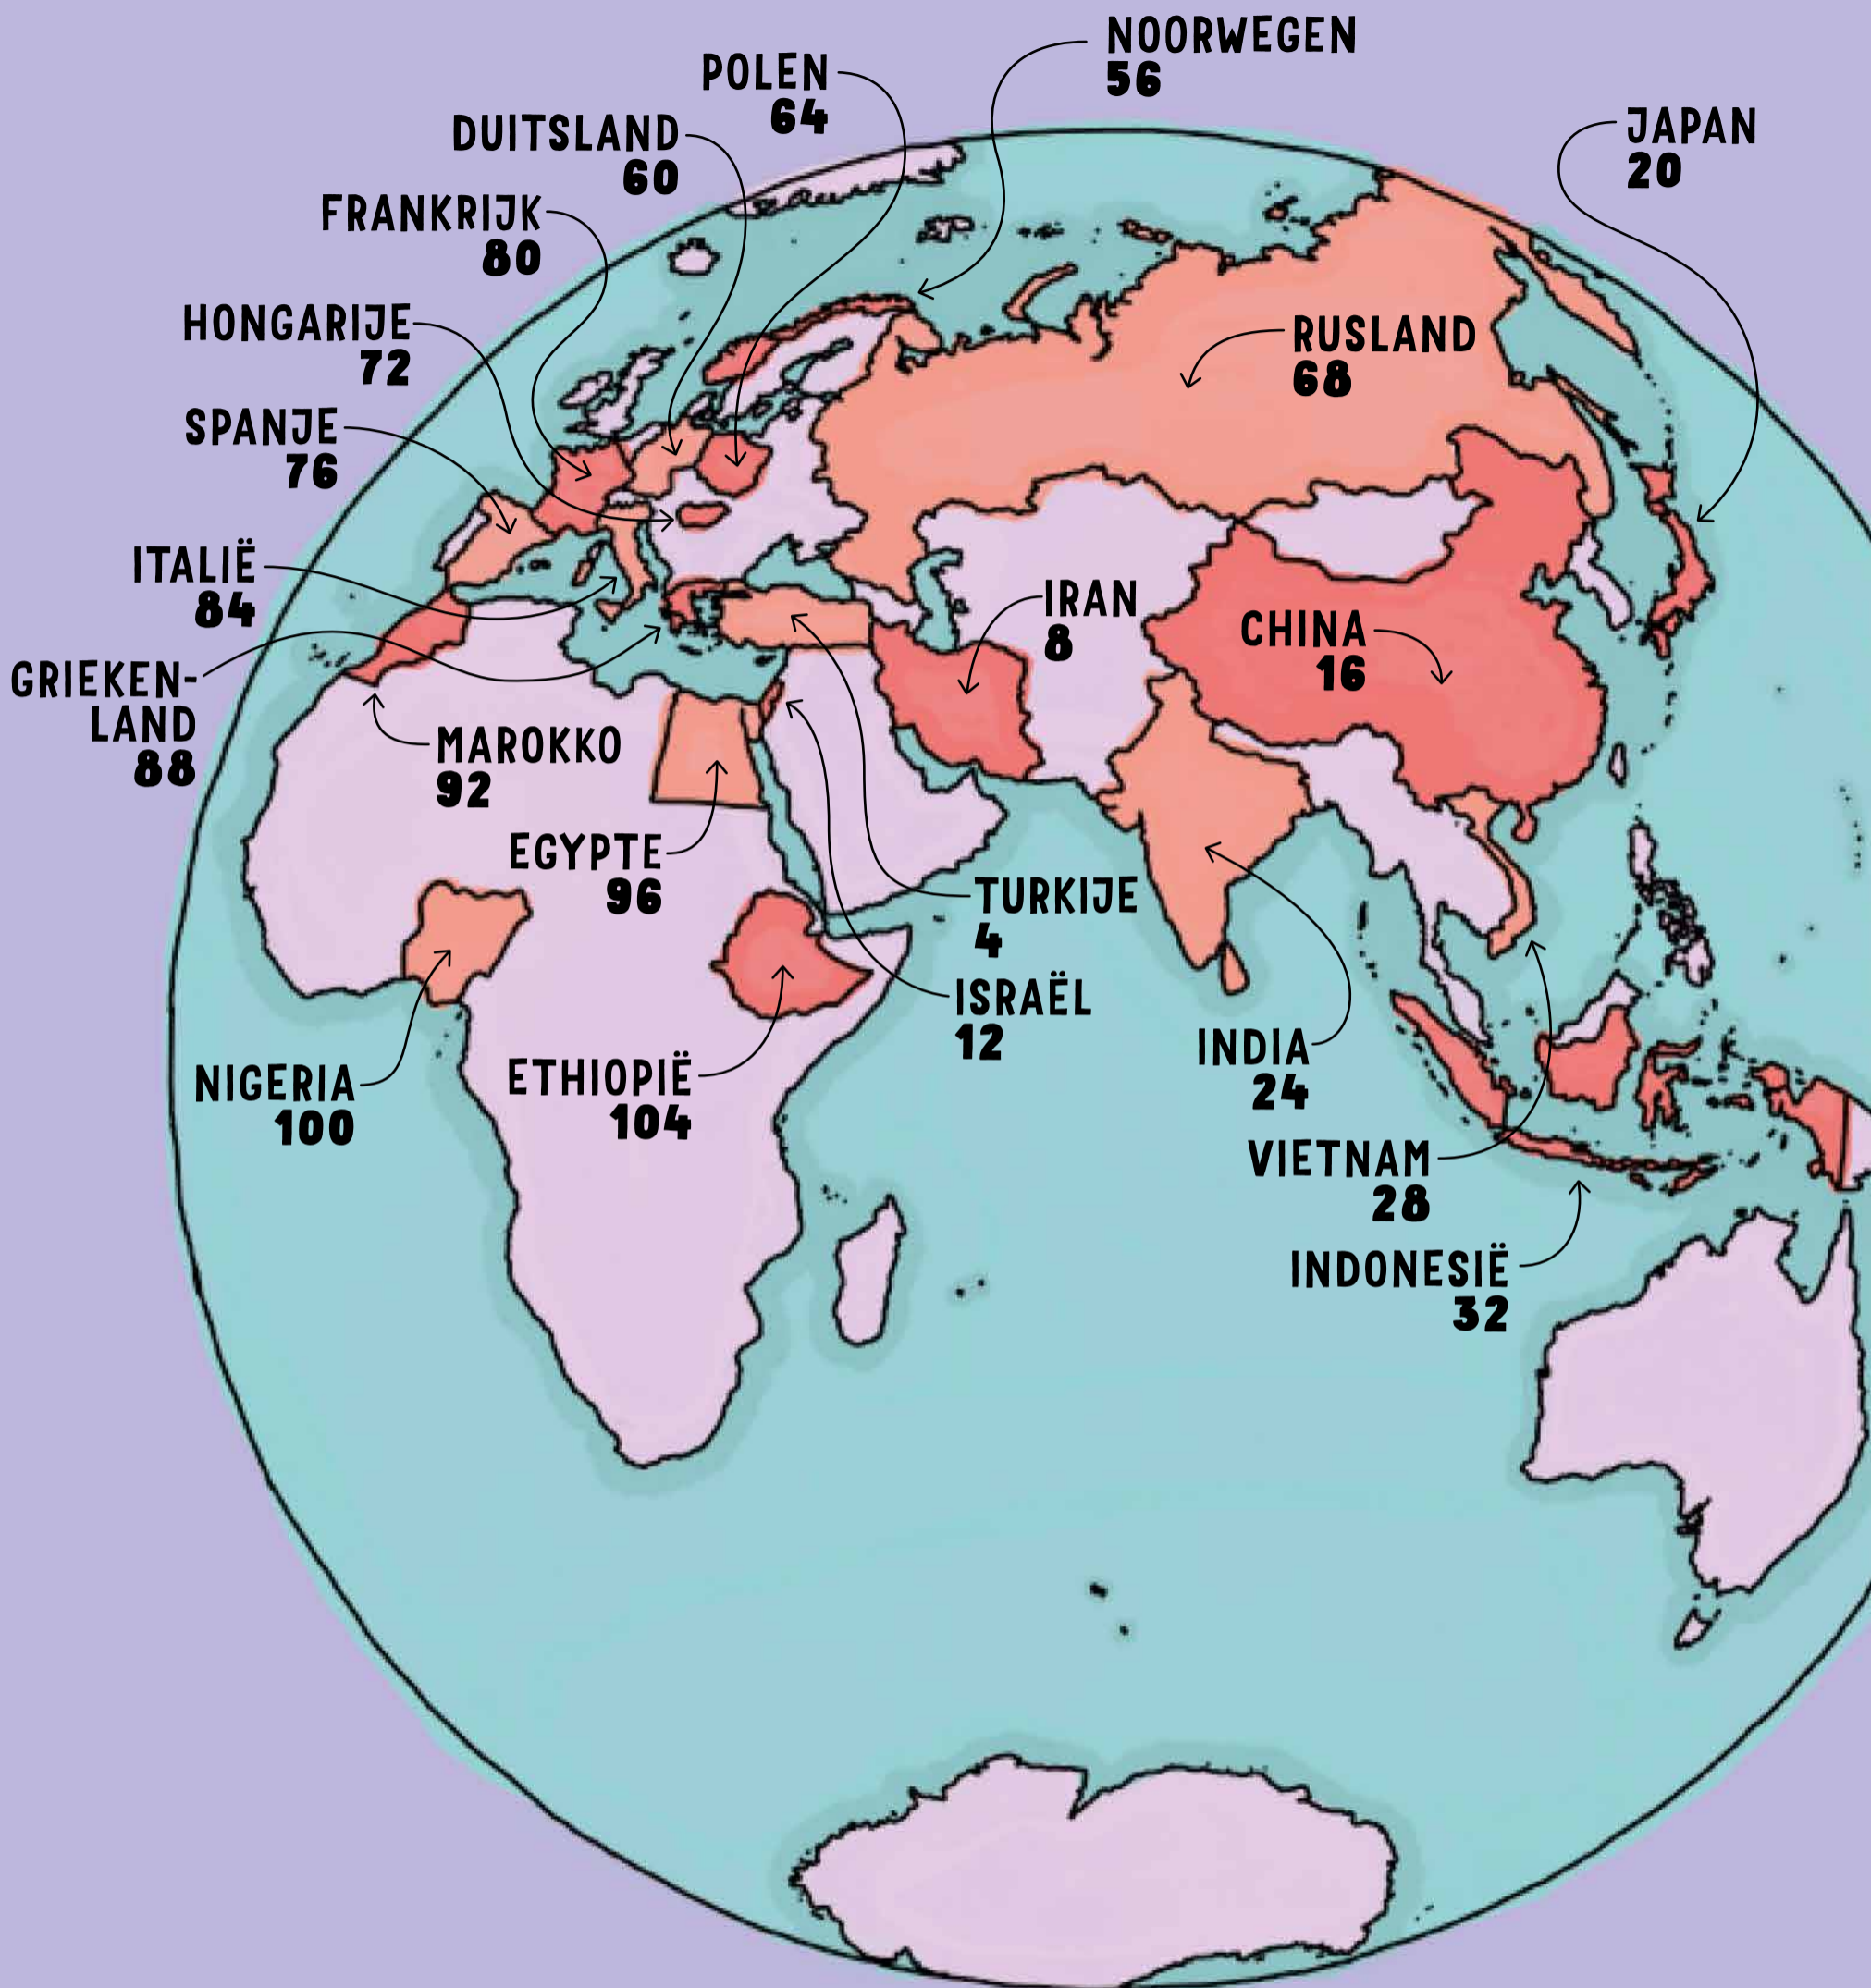 NOORWEGEN
56
POLEN
64
JAPAN
20
DUITSLAND
60
FRANKRIJK
80
HONGARIJE
72
RUSLAND
68
SPANJE
76
ITALIË
84
IRAN
8
CHINA
16
GRIEKEN-
LAND
88
MAROKKO
92
EGYPTE
96
TURKIJE
4
ISRAËL
12
INDIA
24
NIGERIA
100
ETHIOPIË
104
VIETNAM
28
INDONESIË
32